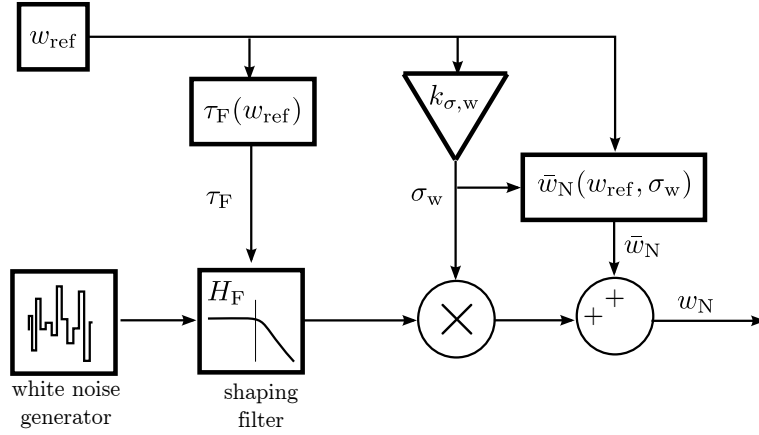 w_ref
τ_F(w_ref)
k_σ,w
τ_F
σ_w
w̄_N(w_ref, σ_w)
w̄_N
H_F
+
+
w_N
white noise
generator
shaping
filter